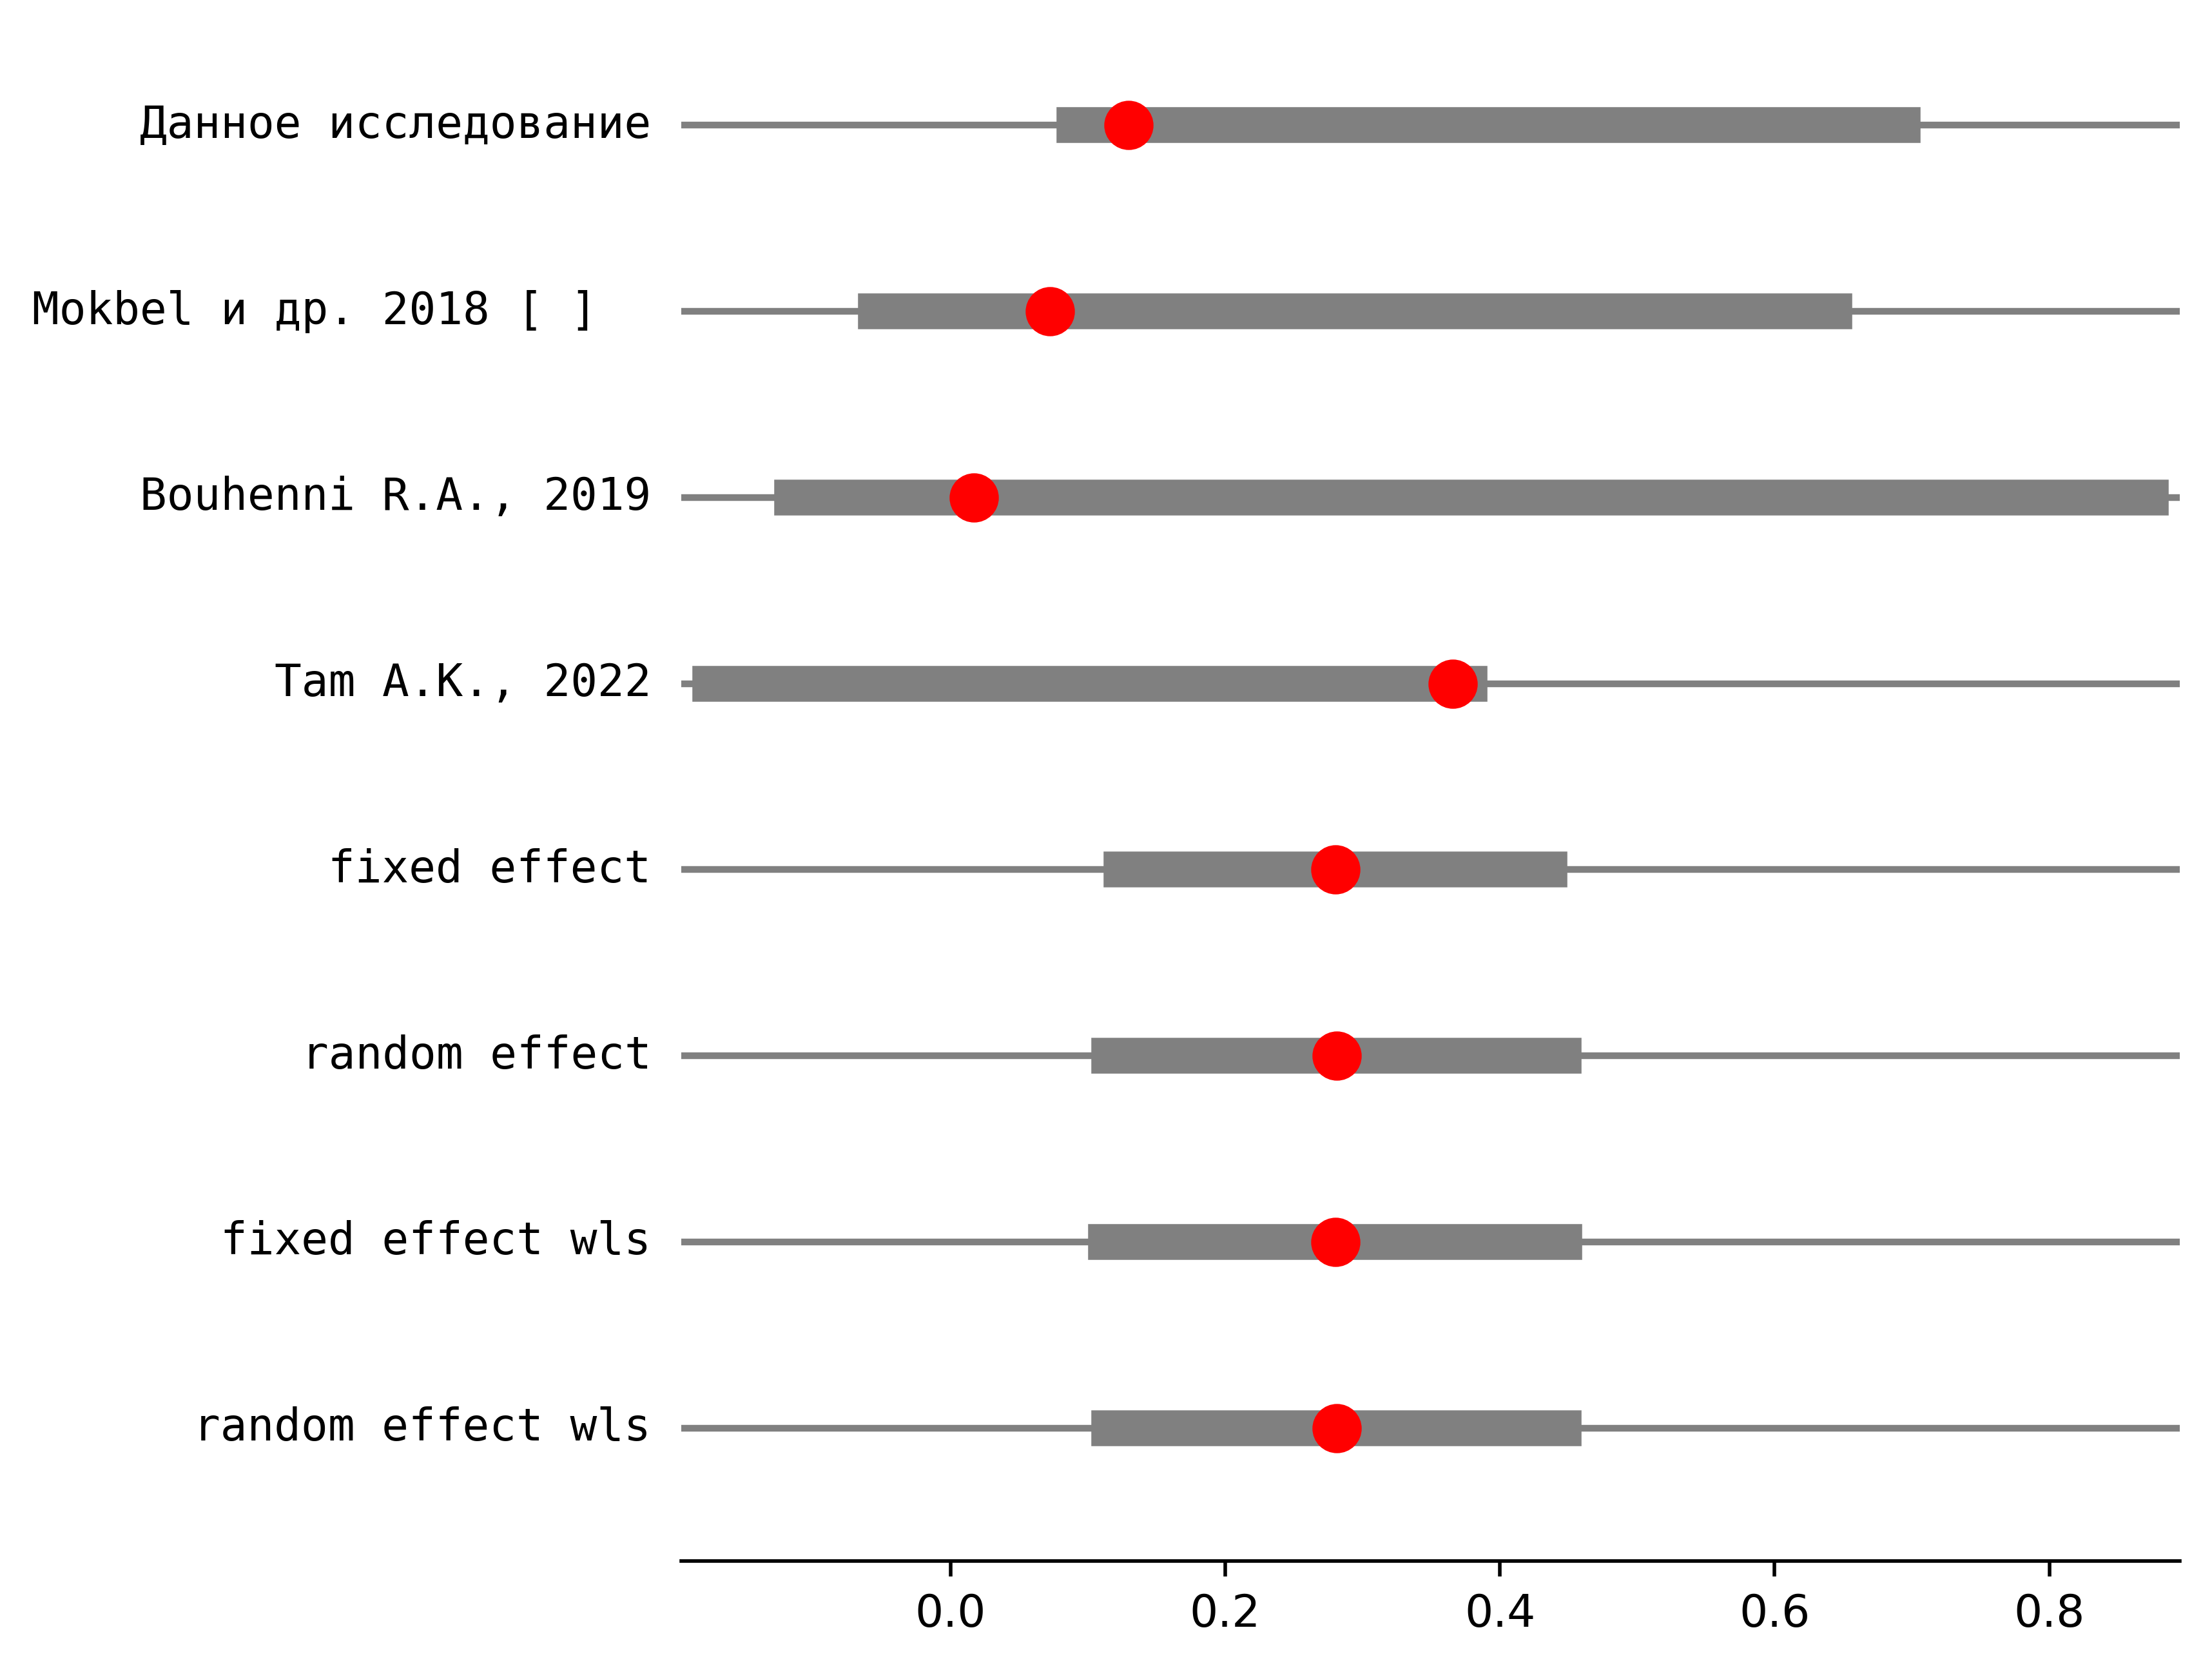 Данное исследование
Mokbel и др. 2018 [ ]
Bouhenni R.A., 2019
Tam A.K., 2022
fixed effect
random effect
fixed effect wls
random effect wls
0.0 0.2 0.4 0.6 0.8